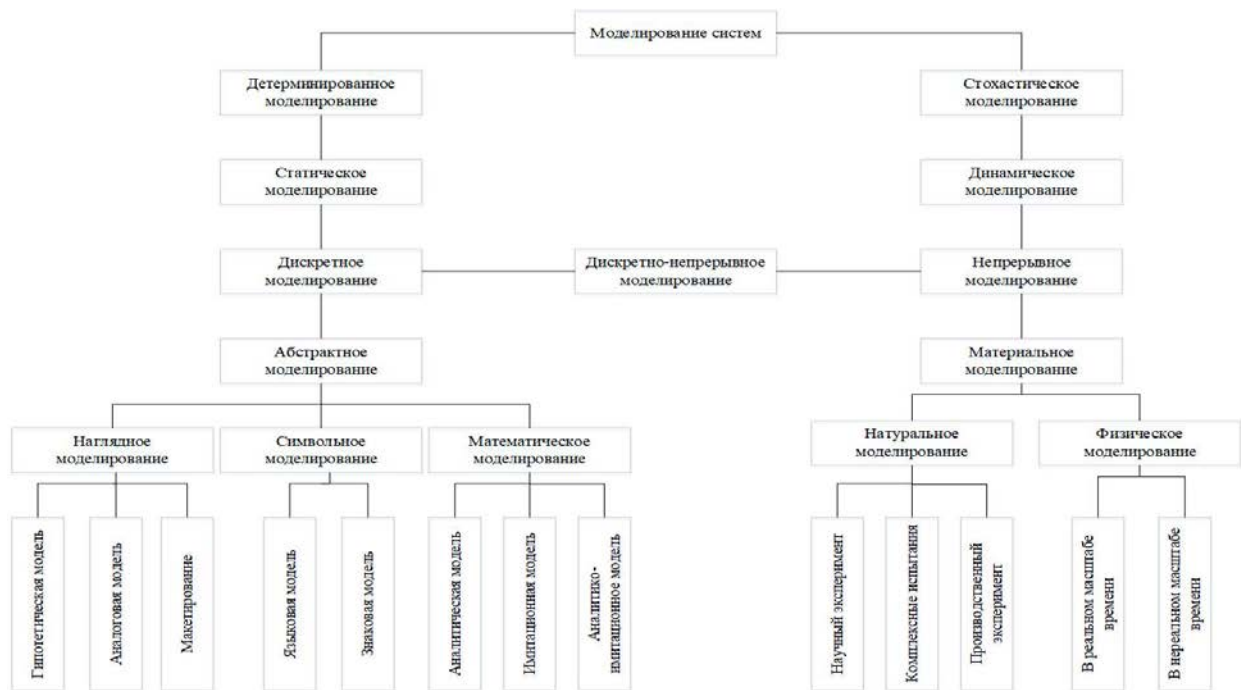 Моделирование систем
Детерминированное
моделирование
Стохастическое
моделирование
Статическое
моделирование
Динамическое
моделирование
Дискретное
моделирование
Дискретно-непрерывное
моделирование
Непрерывное
моделирование
Абстрактное
моделирование
Материальное
моделирование
Наглядное
моделирование
Символьное
моделирование
Математическое
моделирование
Натуральное
моделирование
Физическое
моделирование
Гипотетическая модель
Аналоговая модель
Макетирование
Языковая модель
Знаковая модель
Аналитическая модель
Имитационная модель
Аналитико-
имитационное модель
Научный эксперимент
Комплексные испытания
Производственный
эксперимент
В реальном масштабе
времени
В нереальном масштабе
времени